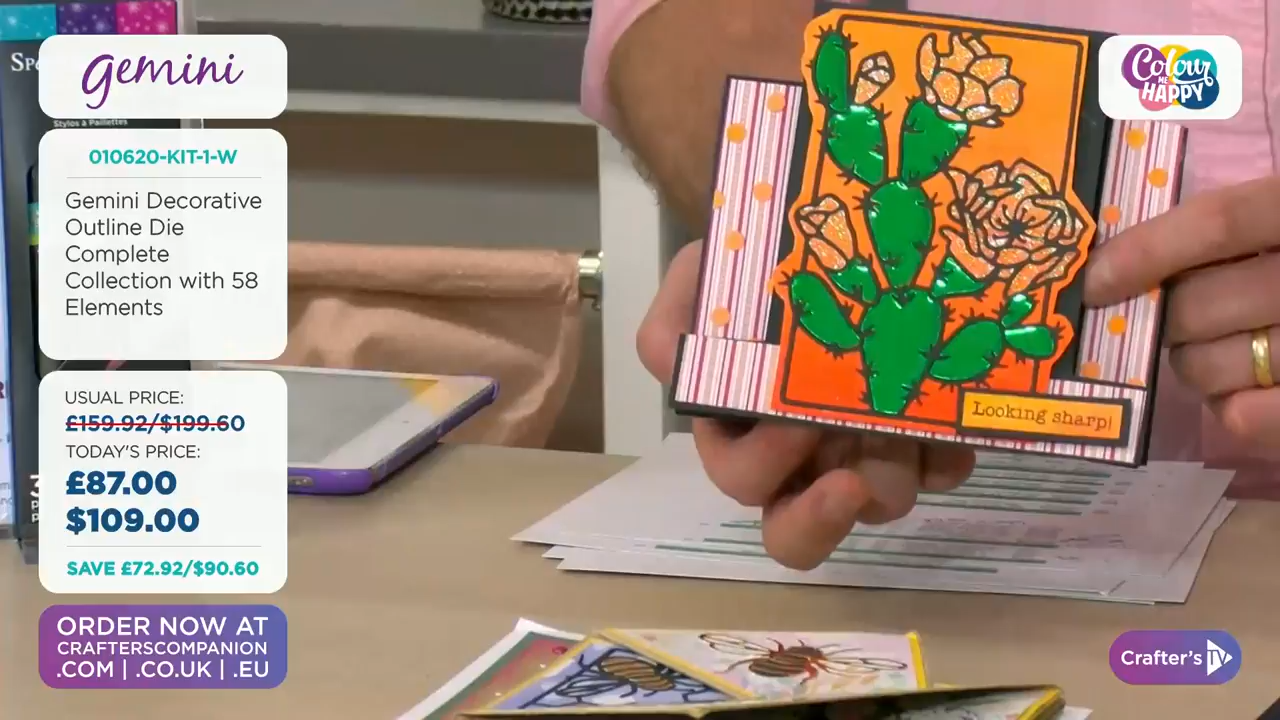 gemini
Stylos à Paillettes
010620-KIT-1-W
Gemini Decorative
Outline Die
Complete
Collection with 58
Elements
USUAL PRICE:
£159.92/$199.60
TODAY'S PRICE:
£87.00
$109.00
SAVE £72.92/$90.60
ORDER NOW AT
CRAFTERSCOMPANION
.COM | .CO.UK | .EU
Colour
ME
HAPPY
Looking sharp!
Crafter's TV